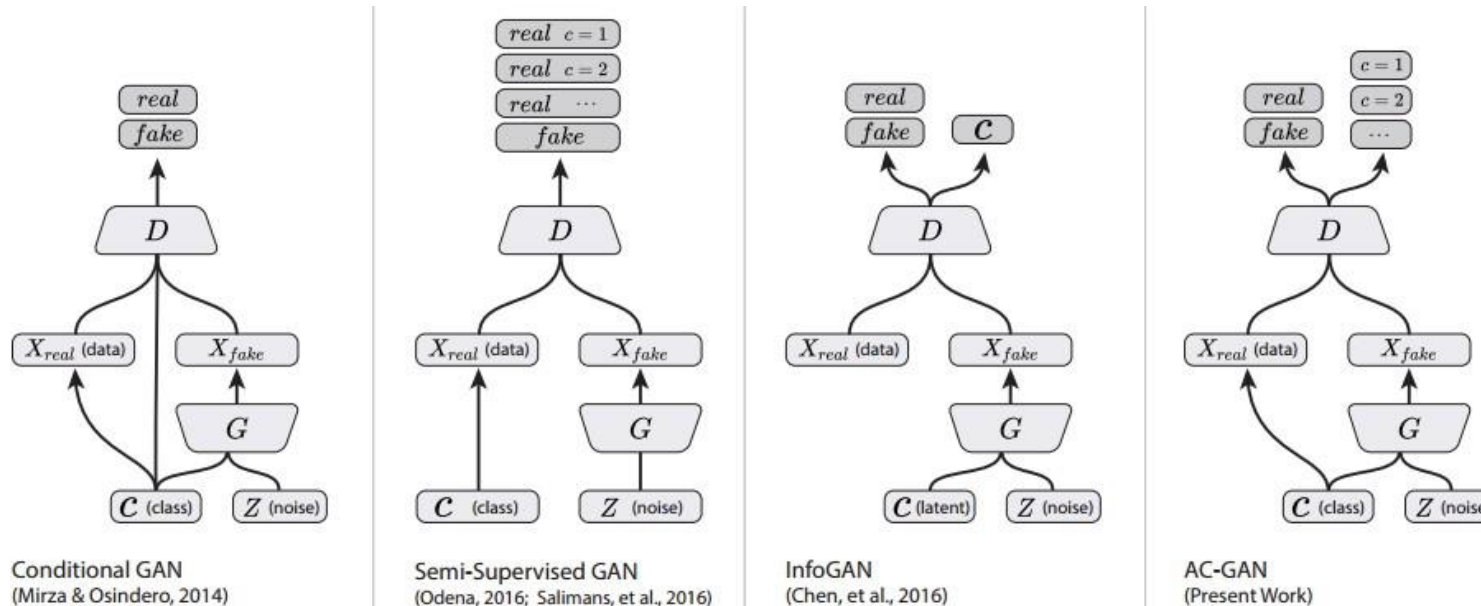 real
fake
D
X_real (data)
X_fake
G
C (class)
Z (noise)
Conditional GAN
(Mirza & Osindero, 2014)
real c = 1
real c = 2
real ...
fake
D
X_real (data)
X_fake
G
C (class)
Z (noise)
Semi-Supervised GAN
(Odena, 2016; Salimans, et al., 2016)
real
fake
C
D
X_real (data)
X_fake
G
C (latent)
Z (noise)
InfoGAN
(Chen, et al., 2016)
real
fake
c = 1
c = 2
...
D
X_real (data)
X_fake
G
C (class)
Z (noise
AC-GAN
(Present Work)